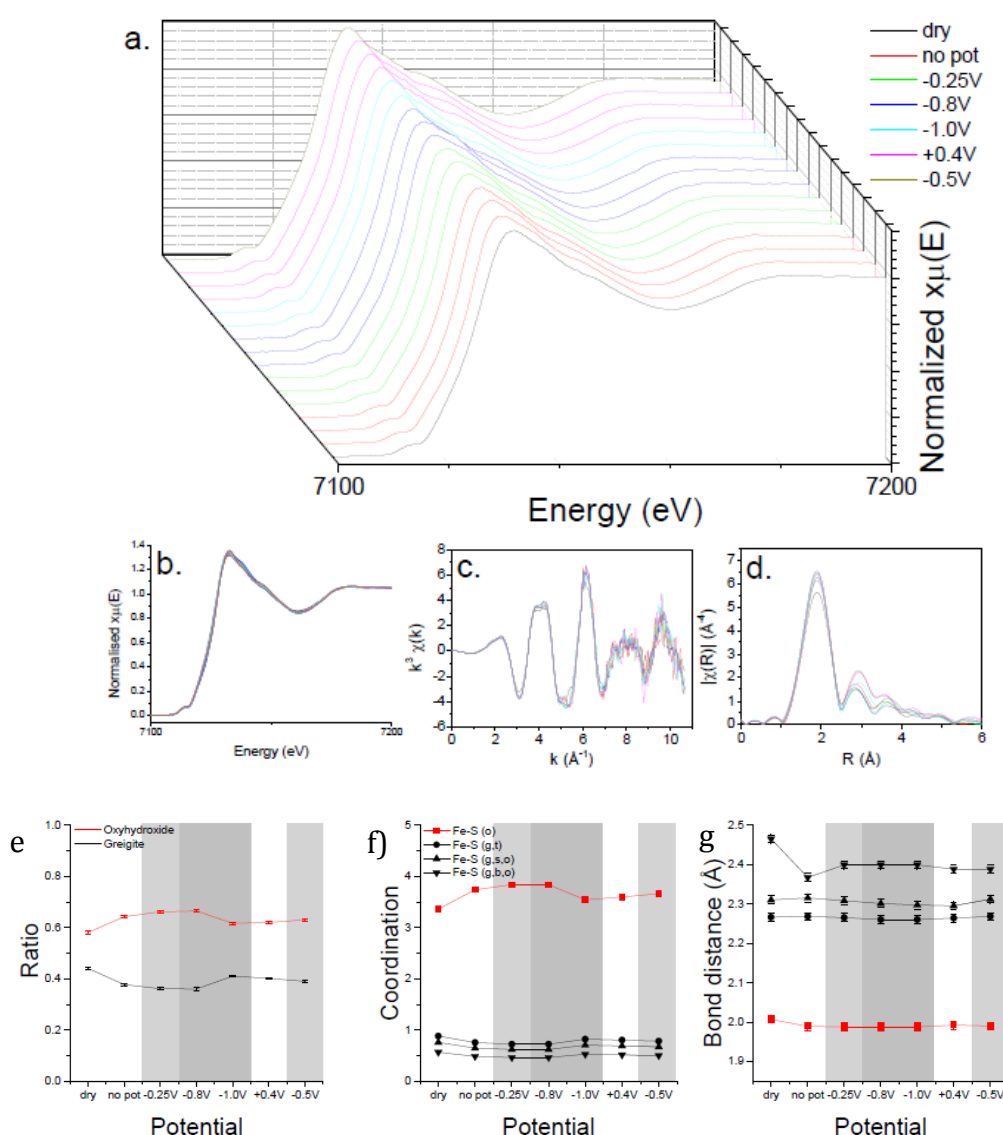 a.
dry
no pot
-0.25V
-0.8V
-1.0V
+0.4V
-0.5V
Normalized xμ(E)
7100
7200
Energy (eV)
b.
1.4
1.2
1.0
0.8
0.6
0.4
0.2
0.0
Normalised xμ(E)
7100
7200
Energy (eV)
c.
8
6
4
2
0
-2
-4
-6
k³ χ(k)
0 2 4 6 8 10
k (Å⁻¹)
d.
7
6
5
4
3
2
1
0
|χ(R)| (Å⁻⁴)
0 2 4 6
R (Å)
e
Oxyhydroxide
Greigite
1.0
0.8
0.6
0.4
0.2
0.0
Ratio
dry no pot -0.25V -0.8V -1.0V +0.4V -0.5V
Potential
f)
Fe-S (o)
Fe-S (g,t)
Fe-S (g,s,o)
Fe-S (g,b,o)
5
4
3
2
1
0
Coordination
dry no pot -0.25V -0.8V -1.0V +0.4V -0.5V
Potential
g
2.5
2.4
2.3
2.2
2.1
2.0
1.9
Bond distance (Å)
dry no pot -0.25V -0.8V -1.0V +0.4V -0.5V
Potential